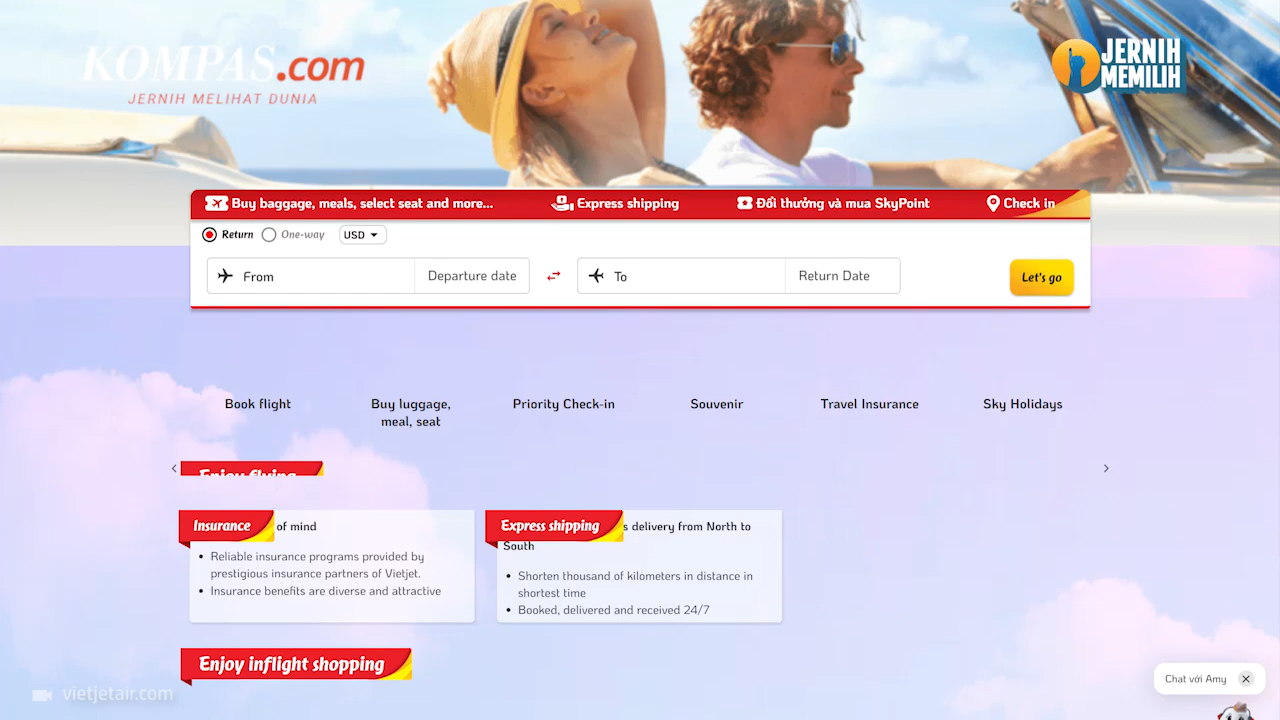 KOMPAS.com
JERNIH MELIHAT DUNIA
JERNIH
MEMILIH
Buy baggage, meals, select seat and more... Express shipping Đổi thưởng và mua SkyPoint Check in
Return One-way USD
From Departure date To Return Date Let's go
Book flight
Buy luggage,
meal, seat
Priority Check-in
Souvenir
Travel Insurance
Sky Holidays
Enjoy flying
Insurance of mind
Reliable insurance programs provided by
prestigious insurance partners of Vietjet.
Insurance benefits are diverse and attractive
Express shipping s delivery from North to
South
Shorten thousand of kilometers in distance in
shortest time
Booked, delivered and received 24/7
Enjoy inflight shopping
vietjetair.com
Chat với Amy